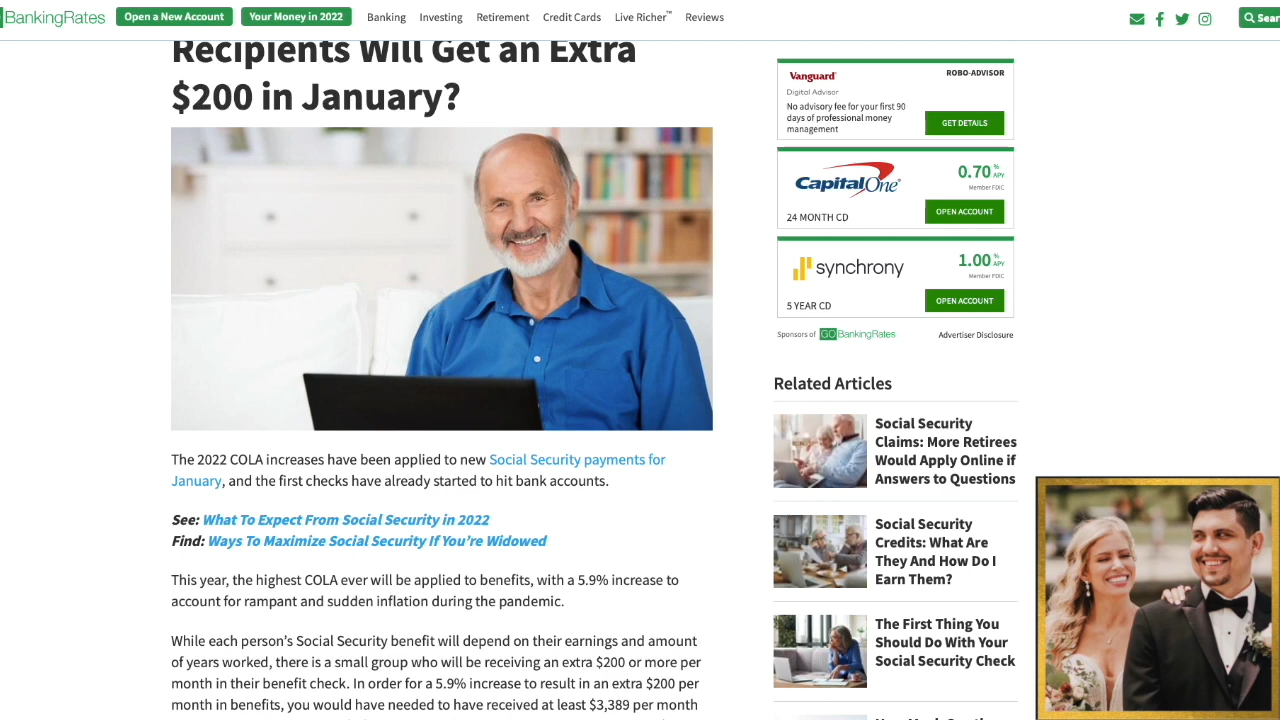 BankingRates
Open a New Account
Your Money in 2022
Banking
Investing
Retirement
Credit Cards
Live Richer™
Reviews
Recipients Will Get an Extra
$200 in January?
The 2022 COLA increases have been applied to new Social Security payments for
January, and the first checks have already started to hit bank accounts.
See: What To Expect From Social Security in 2022
Find: Ways To Maximize Social Security If You’re Widowed
This year, the highest COLA ever will be applied to benefits, with a 5.9% increase to
account for rampant and sudden inflation during the pandemic.
While each person’s Social Security benefit will depend on their earnings and amount
of years worked, there is a small group who will be receiving an extra $200 or more per
month in their benefit check. In order for a 5.9% increase to result in an extra $200 per
month in benefits, you would have needed to have received at least $3,389 per month
Vanguard
ROBO-ADVISOR
Digital Advisor
No advisory fee for your first 90
days of professional money
management
GET DETAILS
Capital One®
0.70 % APY
Member FDIC
24 MONTH CD
OPEN ACCOUNT
synchrony
1.00 % APY
Member FDIC
5 YEAR CD
OPEN ACCOUNT
Sponsors of GOBankingRates
Advertiser Disclosure
Related Articles
Social Security
Claims: More Retirees
Would Apply Online if
Answers to Questions
Social Security
Credits: What Are
They And How Do I
Earn Them?
The First Thing You
Should Do With Your
Social Security Check